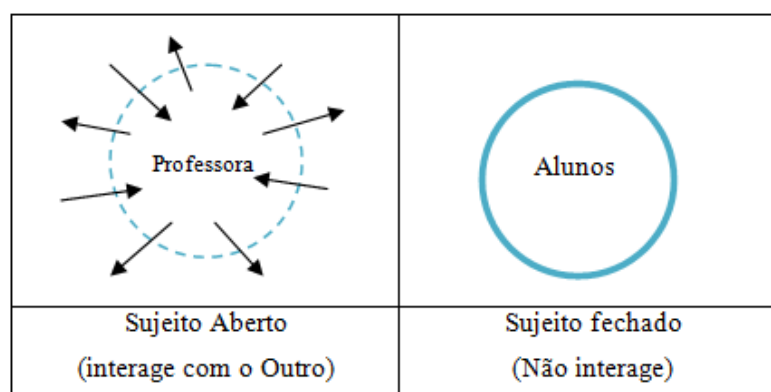 Professora
Alunos
Sujeito Aberto
(interage com o Outro)
Sujeito fechado
(Não interage)